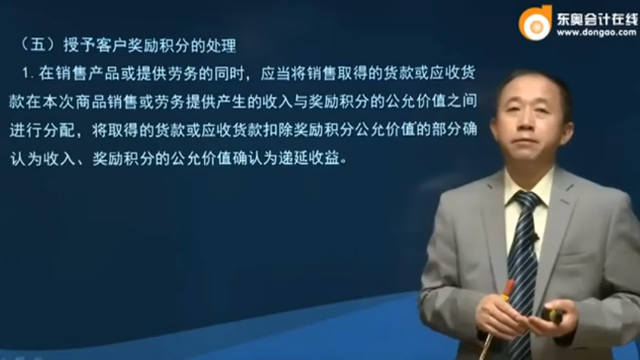 东奥会计在线
www.dongao.com
（五）授予客户奖励积分的处理
1. 在销售产品或提供劳务的同时，应当将销售取得的货款或应收货
款在本次商品销售或劳务提供产生的收入与奖励积分的公允价值之间
进行分配，将取得的货款或应收货款扣除奖励积分公允价值的部分确
认为收入、奖励积分的公允价值确认为递延收益。